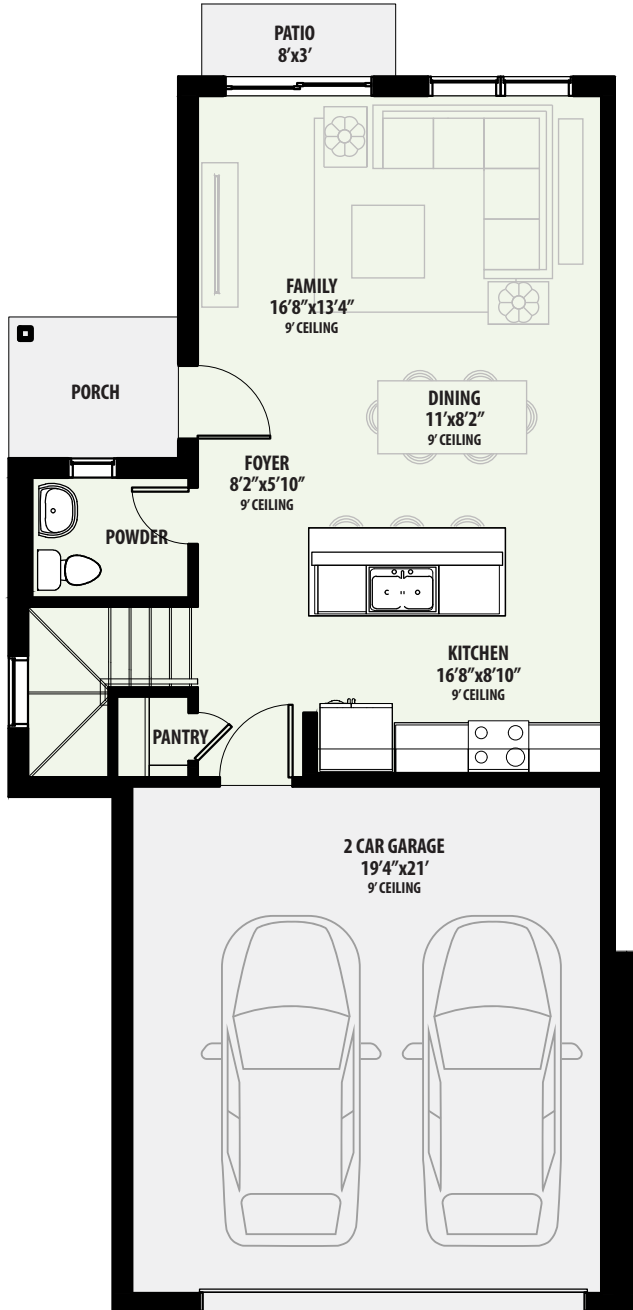 PATIO
8'x3'
FAMILY
16'8"x13'4"
9' CEILING
PORCH
DINING
11'x8'2"
9' CEILING
FOYER
8'2"x5'10"
9' CEILING
POWDER
KITCHEN
16'8"x8'10"
9' CEILING
PANTRY
2 CAR GARAGE
19'4"x21'
9' CEILING